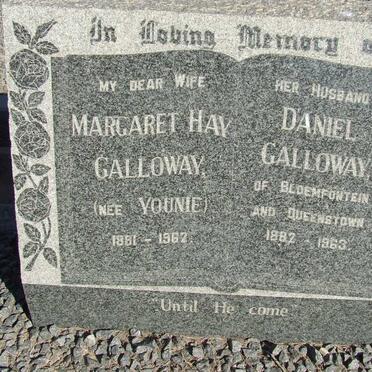 In Loving Memory
MY DEAR WIFE
MARGARET HAY
GALLOWAY,
(NEE YOUNIE)
1881 - 1962.
HER HUSBAND
DANIEL
GALLOWAY
OF BLOEMFONTEIN
AND QUEENSTOWN
1882 - 1963.
Until He come